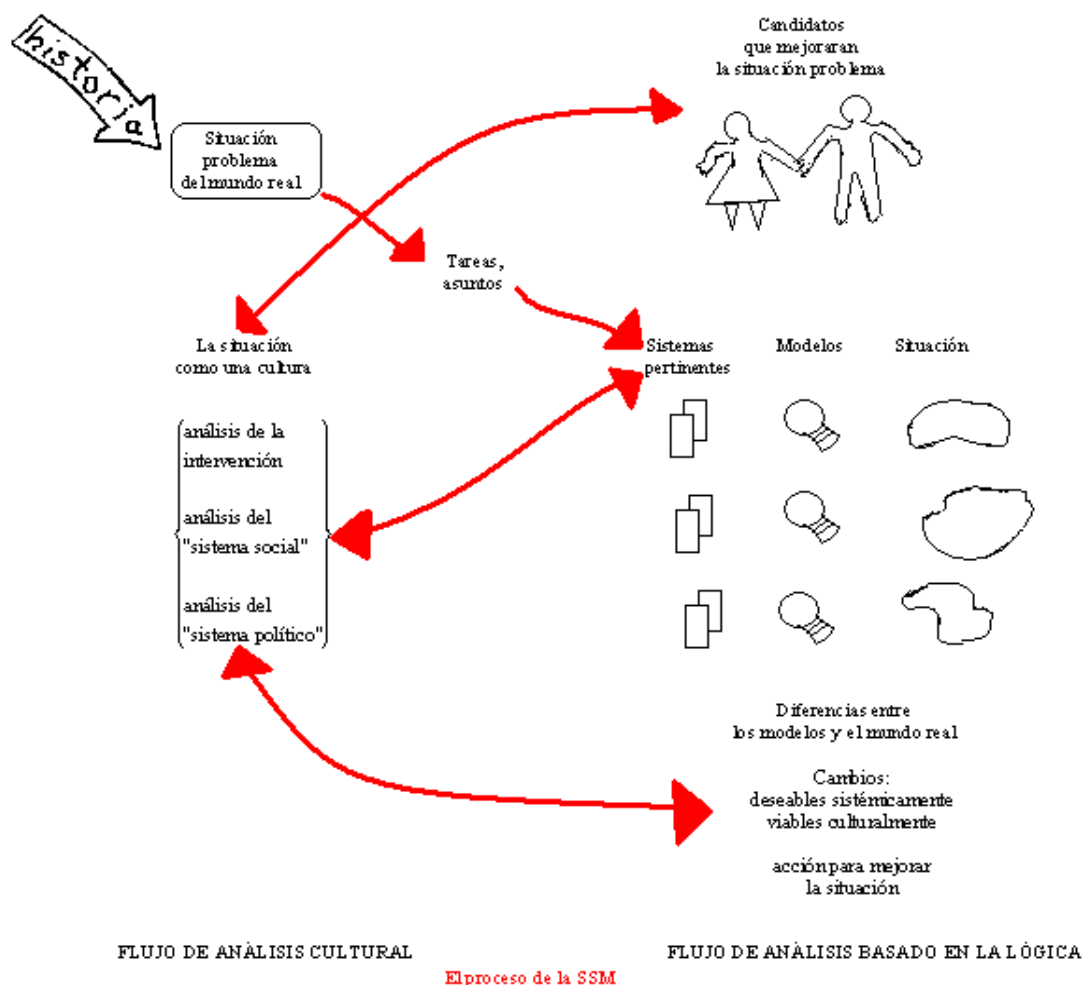 historia
Candidatos
que mejoraran
la situación problema
Situación
problema
del mundo real
Tareas,
asuntos
La situación
como una cultura
Sistemas
pertinentes
Modelos
Situación
análisis de la
intervención
análisis del
"sistema social"
análisis del
"sistema político"
Diferencias entre
los modelos y el mundo real
Cambios:
deseables sistémicamente
viables culturalmente
acción para mejorar
la situación
FLUJO DE ANÀLISIS CULTURAL
FLUJO DE ANÀLISIS BASADO EN LA LÓGICA
El proceso de la SSM